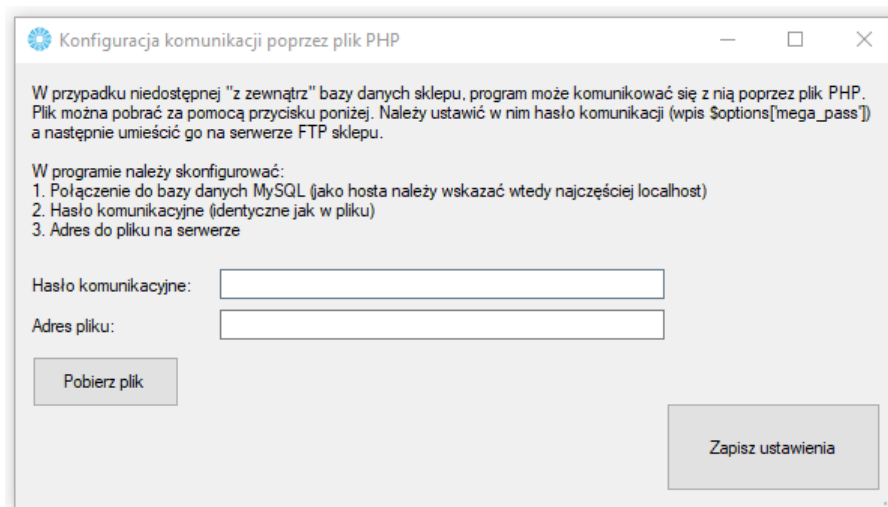 Konfiguracja komunikacji poprzez plik PHP
W przypadku niedostępnej "z zewnątrz" bazy danych sklepu, program może komunikować się z nią poprzez plik PHP.
Plik można pobrać za pomocą przycisku poniżej. Należy ustawić w nim hasło komunikacji (wpis $options['mega_pass'])
a następnie umieścić go na serwerze FTP sklepu.
W programie należy skonfigurować:
1. Połączenie do bazy danych MySQL (jako hosta należy wskazać wtedy najczęściej localhost)
2. Hasło komunikacyjne (identyczne jak w pliku)
3. Adres do pliku na serwerze
Hasło komunikacyjne:
Adres pliku:
Pobierz plik
Zapisz ustawienia